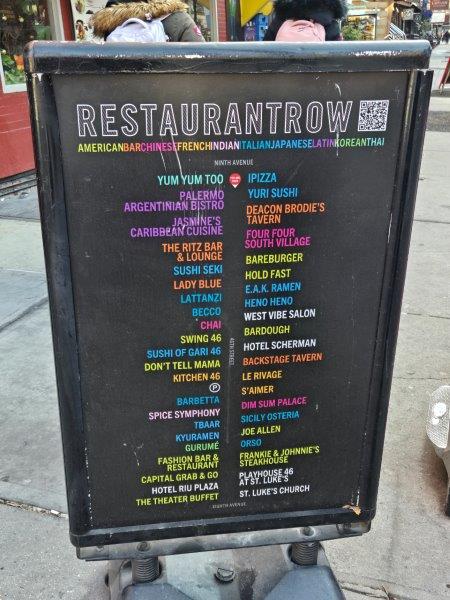 RESTAURANTROW
AMERICANBARCHINESEFRENCHINDIANITALIANJAPANESELATINKOREANTHAI
NINTH AVENUE
YUM YUM TOO
PALERMO
ARGENTINIAN BISTRO
JASMINE'S
CARIBBEAN CUISINE
THE RITZ BAR
& LOUNGE
SUSHI SEKI
LADY BLUE
LATTANZI
BECCO
CHAI
SWING 46
SUSHI OF GARI 46
DON'T TELL MAMA
KITCHEN 46
P
BARBETTA
SPICE SYMPHONY
TBAAR
KYURAMEN
GURUMÉ
FASHION BAR &
RESTAURANT
CAPITAL GRAB & GO
HOTEL RIU PLAZA
THE THEATER BUFFET
46TH STREET
IPIZZA
YURI SUSHI
DEACON BRODIE'S
TAVERN
FOUR FOUR
SOUTH VILLAGE
BAREBURGER
HOLD FAST
E.A.K. RAMEN
HENO HENO
WEST VIBE SALON
BARDOUGH
HOTEL SCHERMAN
BACKSTAGE TAVERN
LE RIVAGE
S'AIMER
DIM SUM PALACE
SICILY OSTERIA
JOE ALLEN
ORSO
FRANKIE & JOHNNIE'S
STEAKHOUSE
PLAYHOUSE 46
AT ST. LUKE'S
ST. LUKE'S CHURCH
EIGHTH AVENUE